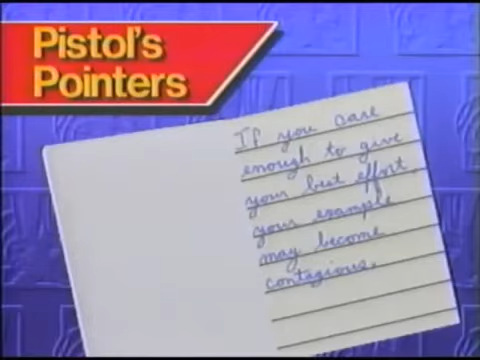 Pistol's
Pointers
If you care
enough to give
your best effort,
your example
may become
contagious.